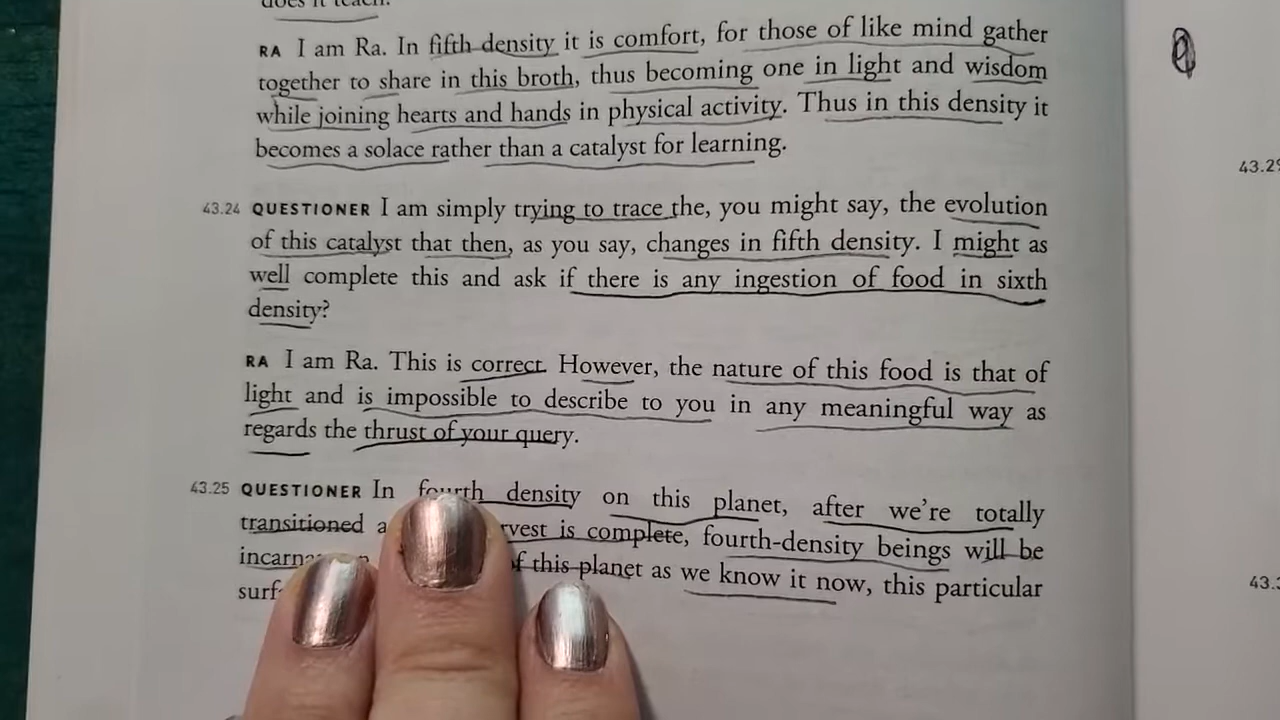 does it teach?
RA I am Ra. In fifth density it is comfort, for those of like mind gather
together to share in this broth, thus becoming one in light and wisdom
while joining hearts and hands in physical activity. Thus in this density it
becomes a solace rather than a catalyst for learning.
43.24 QUESTIONER I am simply trying to trace the, you might say, the evolution
of this catalyst that then, as you say, changes in fifth density. I might as
well complete this and ask if there is any ingestion of food in sixth
density?
RA I am Ra. This is correct. However, the nature of this food is that of
light and is impossible to describe to you in any meaningful way as
regards the thrust of your query.
43.25 QUESTIONER In fourth density on this planet, after we're totally
transitioned is complete, fourth-density beings will be
of this planet as we know it now, this particular